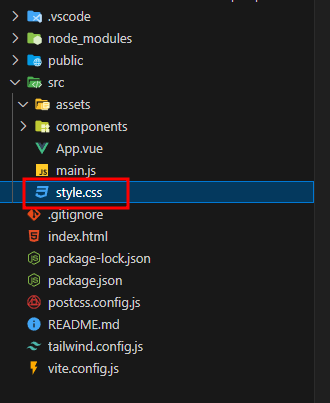 .vscode
node_modules
public
src
assets
components
App.vue
JS main.js
style.css
.gitignore
index.html
package-lock.json
package.json
postcss.config.js
README.md
tailwind.config.js
vite.config.js